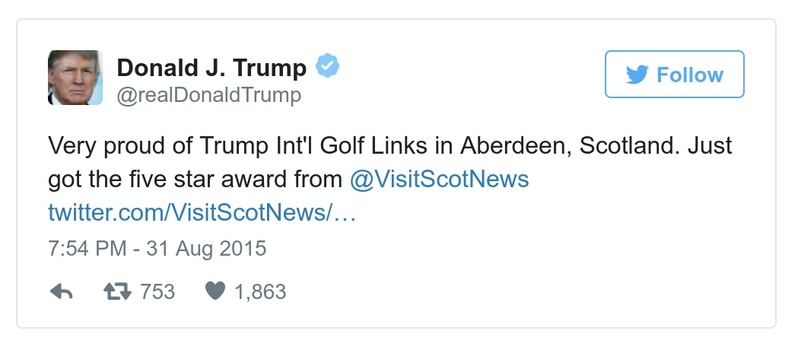 Donald J. Trump
@realDonaldTrump
Follow
Very proud of Trump Int'l Golf Links in Aberdeen, Scotland. Just
got the five star award from @VisitScotNews
twitter.com/VisitScotNews/…
7:54 PM - 31 Aug 2015
753 1,863